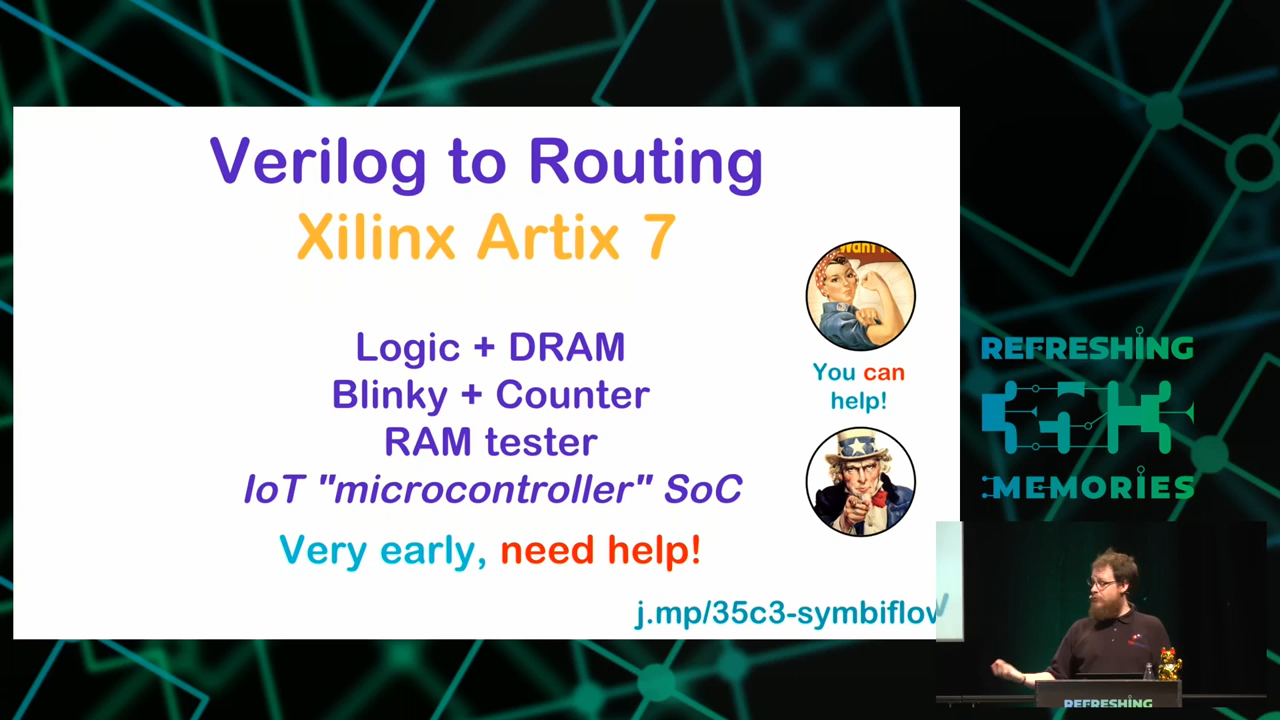 Verilog to Routing
Xilinx Artix 7
Logic + DRAM
Blinky + Counter
RAM tester
IoT "microcontroller" SoC
Very early, need help!
You can
help!
j.mp/35c3-symbiflow
REFRESHING
35C3
MEMORIES
REFRESHING